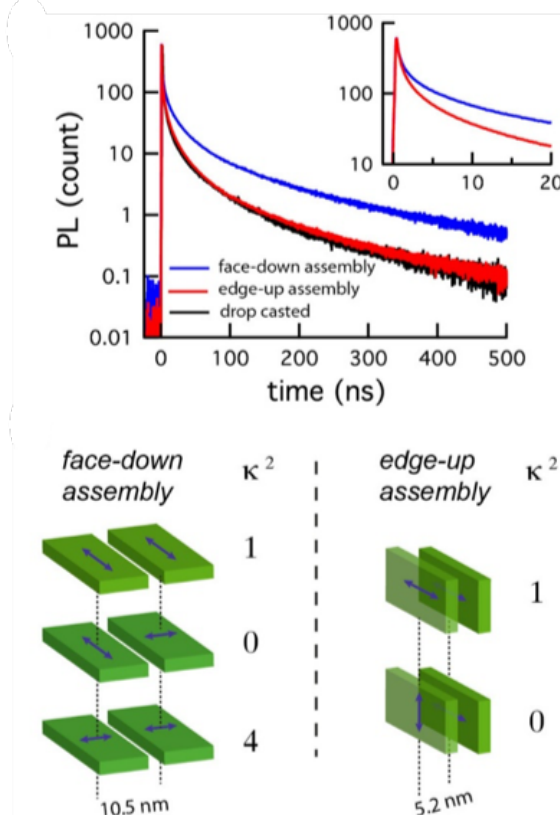 1000
100
10
1
0.1
0.01
PL (count)
0
100
200
300
400
500
time (ns)
face-down assembly
edge-up assembly
drop casted
1000
100
10
0
5
10
15
20
face-down
assembly
κ²
1
0
4
10.5 nm
edge-up
assembly
κ²
1
0
5.2 nm